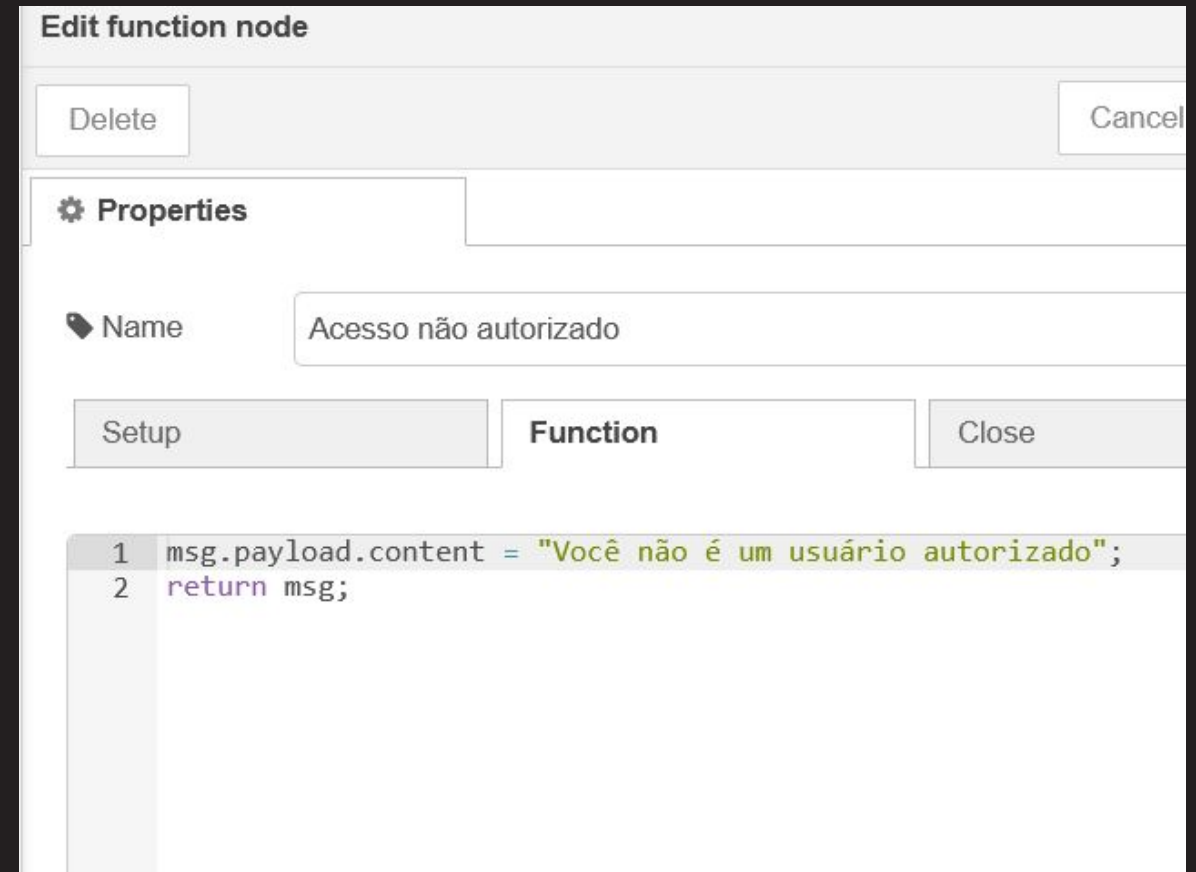 Edit function node
Delete
Cancel
Properties
Name
Acesso não autorizado
Setup
Function
Close
1 msg.payload.content = "Você não é um usuário autorizado";
2 return msg;